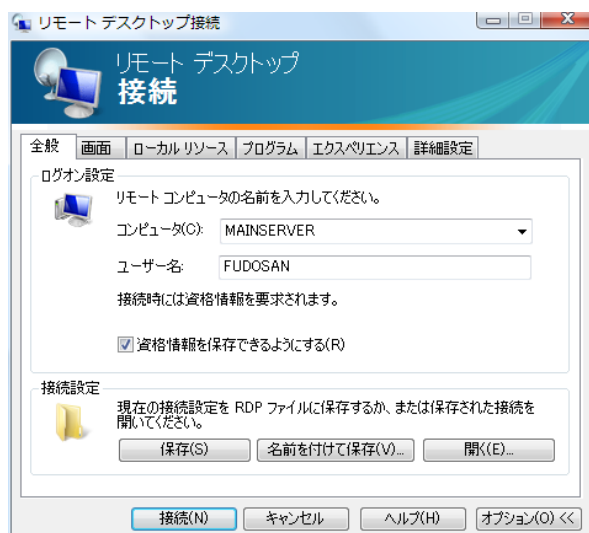 リモート デスクトップ接続
リモート デスクトップ
接続
全般 画面 ローカル リソース プログラム エクスペリエンス 詳細設定
ログオン設定
リモート コンピュータの名前を入力してください。
コンピュータ(C): MAINSERVER
ユーザー名: FUDOSAN
接続時には資格情報を要求されます。
資格情報を保存できるようにする(R)
接続設定
現在の接続設定を RDP ファイルに保存するか、または保存された接続を
開いてください。
保存(S) 名前を付けて保存(V)... 開く(E)...
接続(N) キャンセル ヘルプ(H) オプション(O) <<